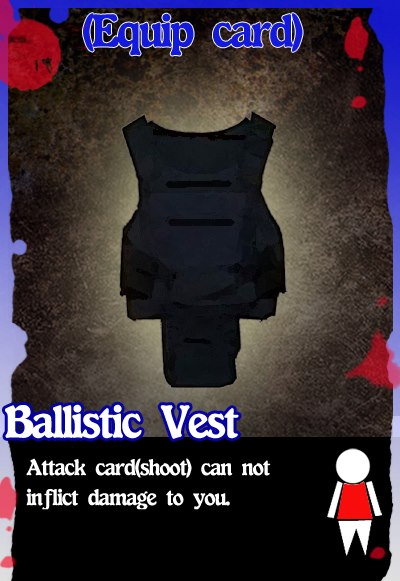 (Equip card)
Ballistic Vest
Attack card(shoot) can not
inflict damage to you.